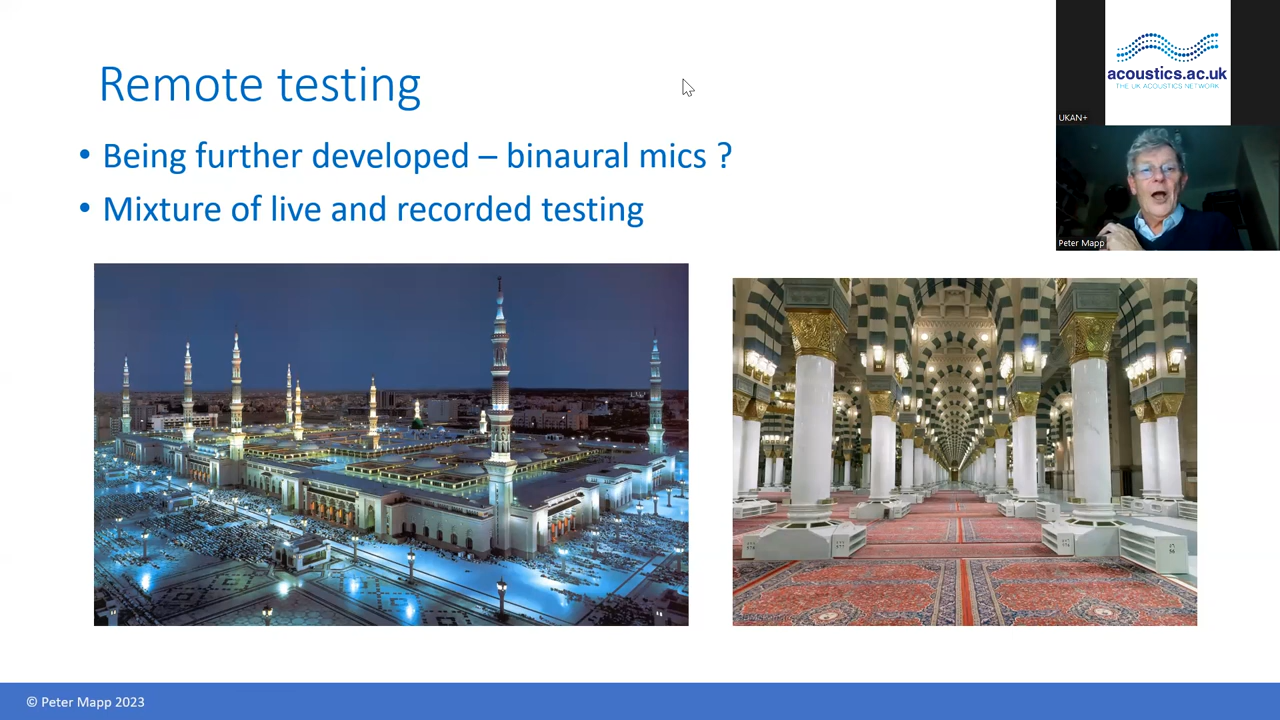 Remote testing
• Being further developed – binaural mics ?
• Mixture of live and recorded testing
acoustics.ac.uk
THE UK ACOUSTICS NETWORK
UKAN+
Peter Mapp
© Peter Mapp 2023